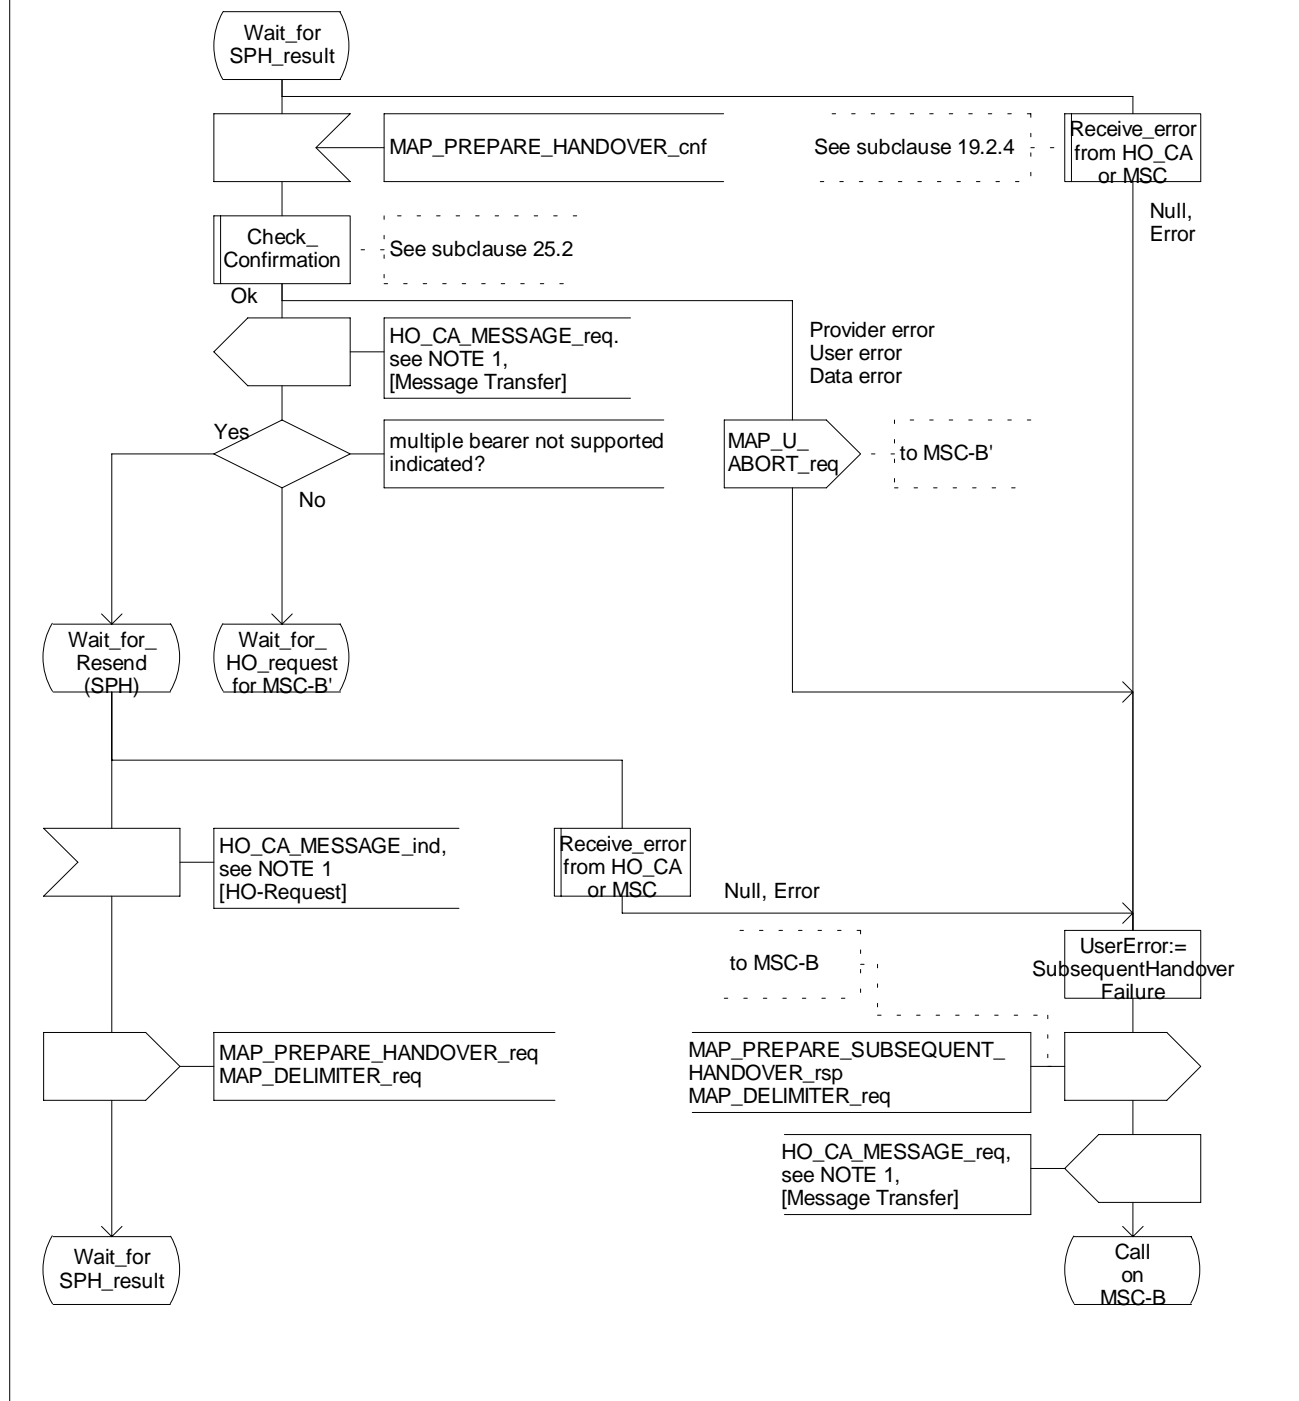 Wait_for
SPH_result
MAP_PREPARE_HANDOVER_cnf
See subclause 19.2.4
Receive_error
from HO_CA
or MSC
Null,
Error
Check_
Confirmation
See subclause 25.2
Ok
HO_CA_MESSAGE_req.
see NOTE 1,
[Message Transfer]
Provider error
User error
Data error
Yes
multiple bearer not supported
indicated?
No
MAP_U_
ABORT_req
to MSC-B'
Wait_for_
Resend
(SPH)
Wait_for_
HO_request
for MSC-B'
HO_CA_MESSAGE_ind,
see NOTE 1
[HO-Request]
Receive_error
from HO_CA
or MSC
Null, Error
to MSC-B
UserError:=
SubsequentHandover
Failure
MAP_PREPARE_HANDOVER_req
MAP_DELIMITER_req
MAP_PREPARE_SUBSEQUENT_
HANDOVER_rsp
MAP_DELIMITER_req
HO_CA_MESSAGE_req,
see NOTE 1,
[Message Transfer]
Wait_for
SPH_result
Call
on
MSC-B